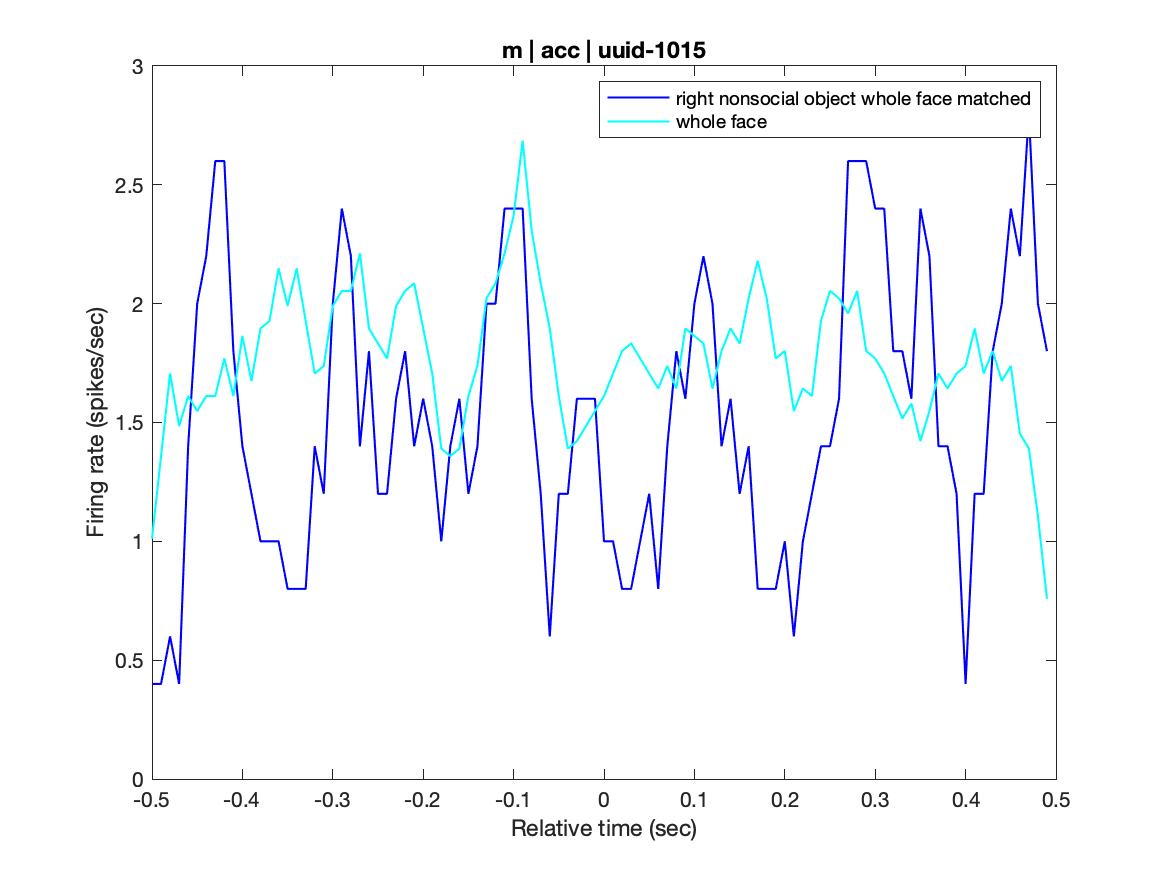 m | acc | uuid-1015
right nonsocial object whole face matched
whole face
Firing rate (spikes/sec)
3
2.5
2
1.5
1
0.5
0
-0.5 -0.4 -0.3 -0.2 -0.1 0 0.1 0.2 0.3 0.4 0.5
Relative time (sec)